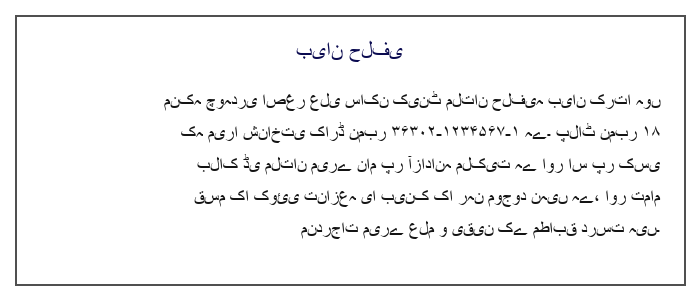 بیان حلفی
منکہ چوہدری اصغر علی ساکن کینٹ ملتان حلفیہ بیان کرتا ہوں
کہ میرا شناختی کارڈ نمبر ۳۶۳۰۲-۱۲۳۴۵۶۷-۱ ہے۔ پلاٹ نمبر ۱۸
بلاک ڈی ملتان میرے نام پر آزادانہ ملکیت ہے اور اس پر کسی
قسم کا کوئی تنازعہ یا بینک کا رہن موجود نہیں ہے، اور تمام
مندرجات میرے علم و یقین کے مطابق درست ہیں۔